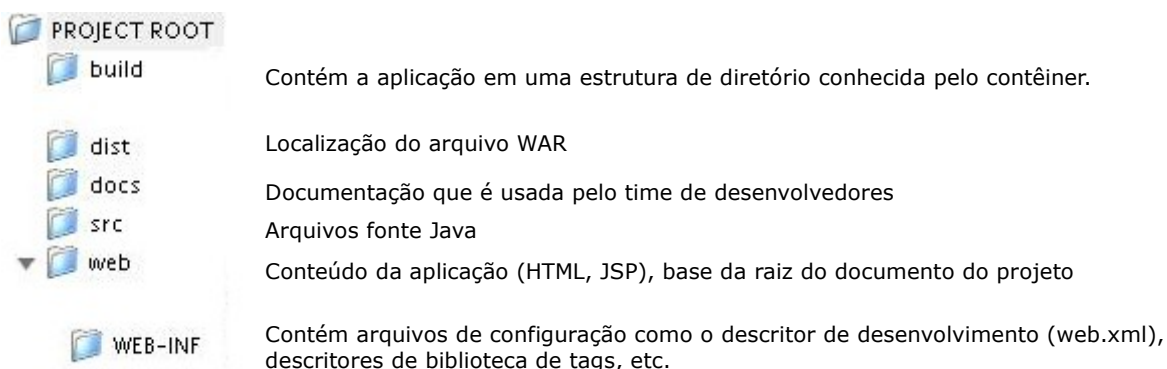 PROJECT ROOT
build
Contém a aplicação em uma estrutura de diretório conhecida pelo contêiner.
dist
Localização do arquivo WAR
docs
Documentação que é usada pelo time de desenvolvedores
src
Arquivos fonte Java
web
Conteúdo da aplicação (HTML, JSP), base da raiz do documento do projeto
WEB-INF
Contém arquivos de configuração como o descritor de desenvolvimento (web.xml),
descritores de biblioteca de tags, etc.